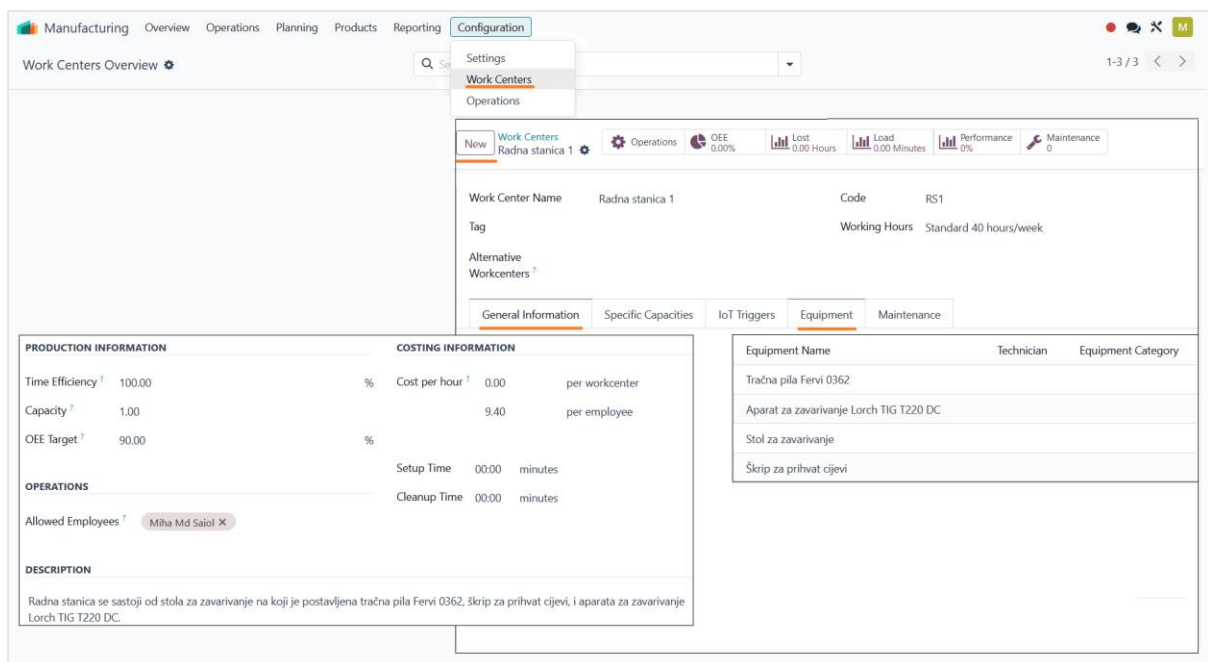 Manufacturing Overview Operations Planning Products Reporting Configuration M
Work Centers Overview 1-3 / 3
Settings
Work Centers
Operations
New Work Centers Radna stanica 1 Operations OEE 0.00% Lost 0.00 Hours Load 0.00 Minutes Performance 0% Maintenance 0
Work Center Name Radna stanica 1 Code RS1
Tag Working Hours Standard 40 hours/week
Alternative
Workcenters ?
General Information Specific Capacities IoT Triggers Equipment Maintenance
PRODUCTION INFORMATION COSTING INFORMATION
Time Efficiency ? 100.00 % Cost per hour ? 0.00 per workcenter
Capacity ? 1.00 9.40 per employee
OEE Target ? 90.00 %
Setup Time 00:00 minutes
OPERATIONS
Cleanup Time 00:00 minutes
Allowed Employees ? Miha Md Saiol ×
DESCRIPTION
Radna stanica se sastoji od stola za zavarivanje na koji je postavljena tračna pila Fervi 0362, škrip za prihvat cijevi, i aparata za zavarivanje
Lorch TIG T220 DC.
Equipment Name Technician Equipment Category
Tračna pila Fervi 0362
Aparat za zavarivanje Lorch TIG T220 DC
Stol za zavarivanje
Škrip za prihvat cijevi